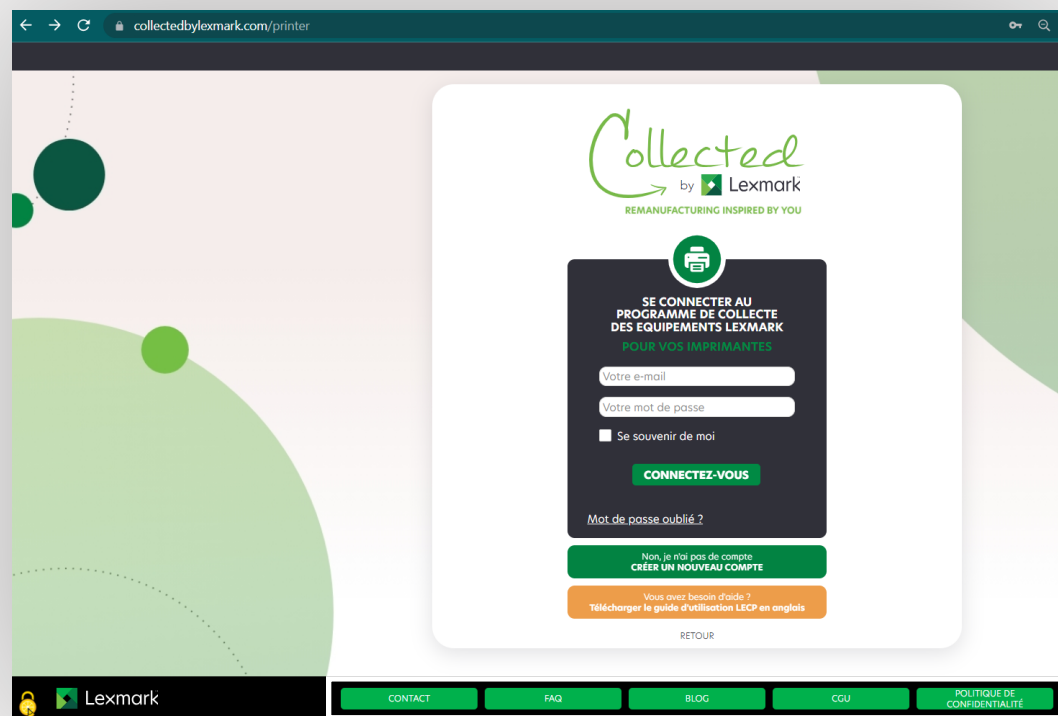 collectedbylexmark.com/printer
Collected
by Lexmark
REMANUFACTURING INSPIRED BY YOU
SE CONNECTER AU
PROGRAMME DE COLLECTE
DES EQUIPEMENTS LEXMARK
POUR VOS IMPRIMANTES
Votre e-mail
Votre mot de passe
Se souvenir de moi
CONNECTEZ-VOUS
Mot de passe oublié ?
Non, je n'ai pas de compte
CRÉER UN NOUVEAU COMPTE
Vous avez besoin d'aide ?
Télécharger le guide d'utilisation LECP en anglais
RETOUR
Lexmark
CONTACT
FAQ
BLOG
CGU
POLITIQUE DE
CONFIDENTIALITÉ